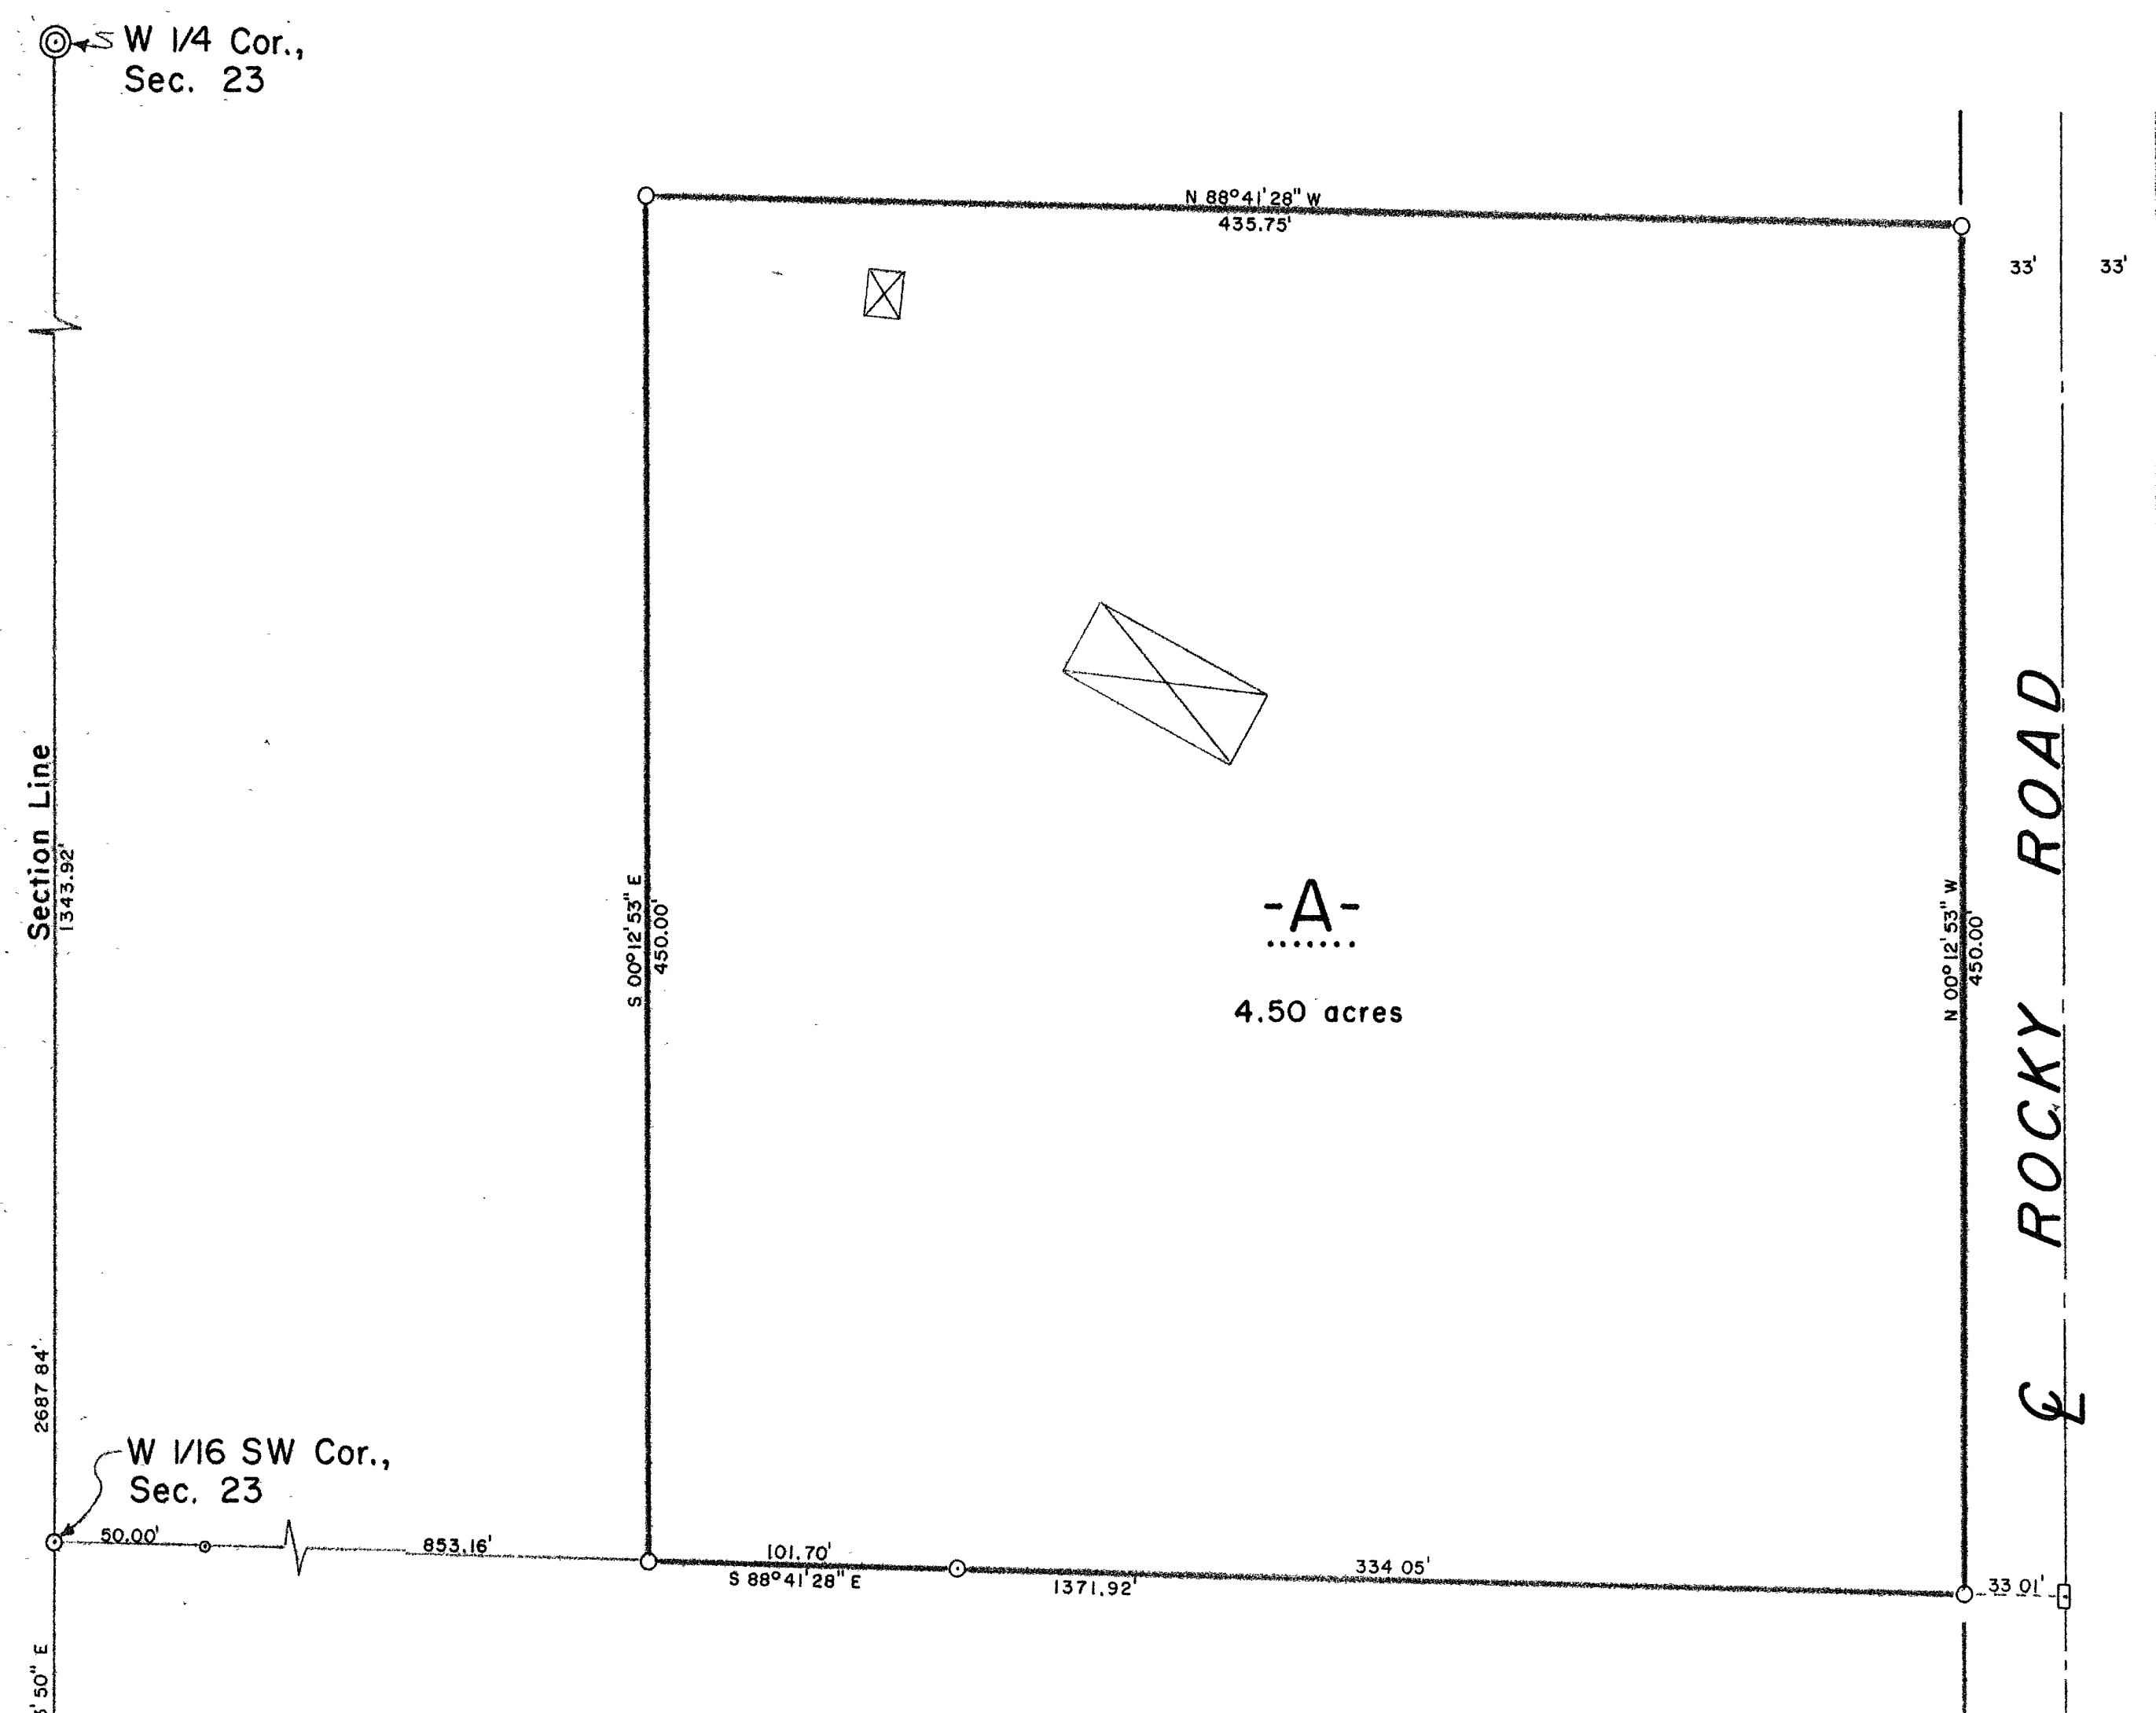 W 1/4 Cor.,
Sec. 23
N 88°41'28" W
435.75'
33'
33'
Section Line
1343.92'
S 00°12'53" E
450.00'
-A-
4.50 acres
N 00°12'53" W
450.00'
℄ ROCKY ROAD
2687 84'
W 1/16 SW Cor.,
Sec. 23
50.00'
853.16'
101.70'
S 88°41'28" E
334 05'
1371.92'
33 01'
' 50" E